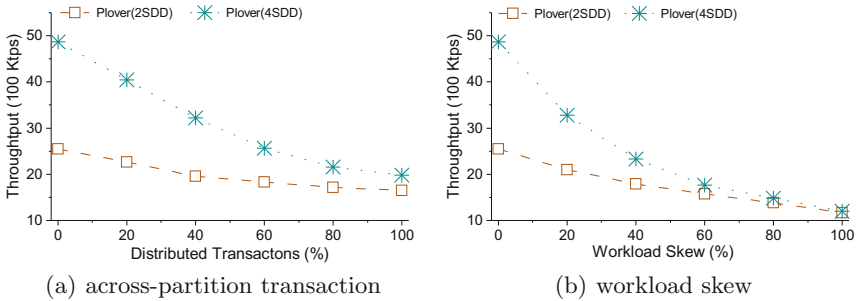 Plover(2SDD) Plover(4SDD)
50
40
30
20
10
Throughtput (100 Ktps)
0 20 40 60 80 100
Distributed Transactons (%)
(a) across-partition transaction
Plover(2SDD) Plover(4SDD)
50
40
30
20
10
Throughtput (100 Ktps)
0 20 40 60 80 100
Workload Skew (%)
(b) workload skew